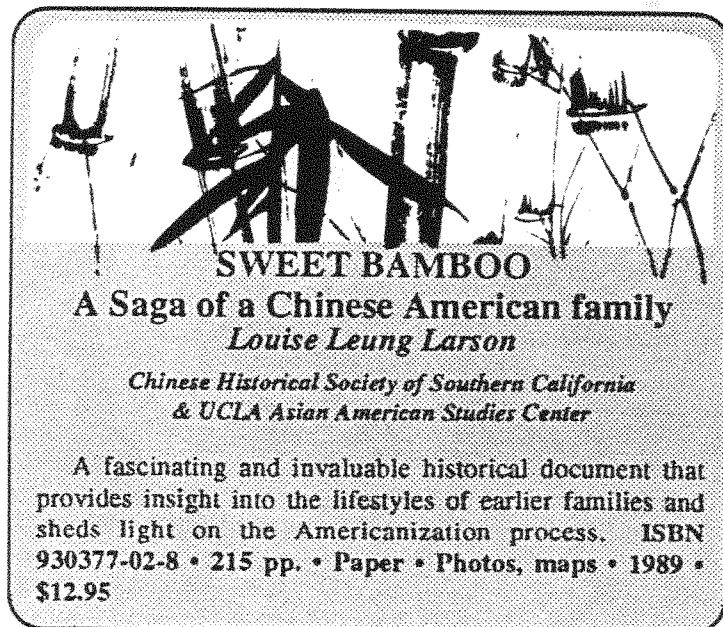 SWEET BAMBOO
A Saga of a Chinese American family
Louise Leung Larson
Chinese Historical Society of Southern California
& UCLA Asian American Studies Center
A fascinating and invaluable historical document that
provides insight into the lifestyles of earlier families and
sheds light on the Americanization process. ISBN
930377-02-8 • 215 pp. • Paper • Photos, maps • 1989 •
$12.95